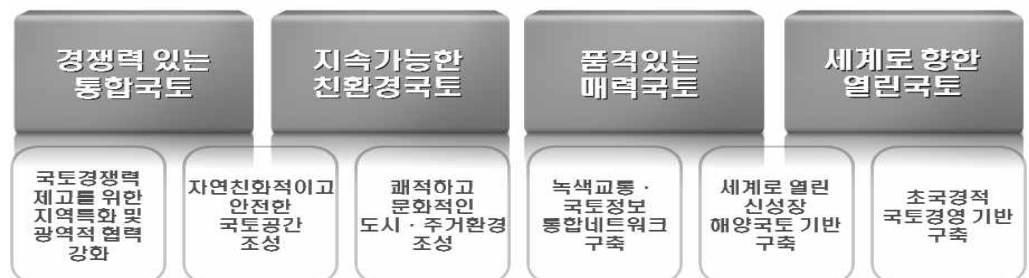 경쟁력 있는
통합국토
지속가능한
친환경국토
품격있는
매력국토
세계로 향한
열린국토
국토경쟁력
제고를 위한
지역특화 및
광역적 협력
강화
자연친화적이고
안전한
국토공간
조성
쾌적하고
문화적인
도시 · 주거환경
조성
녹색교통 ·
국토정보
통합네트워크
구축
세계로 열린
신성장
해양국토 기반
구축
초국경적
국토경영 기반
구축